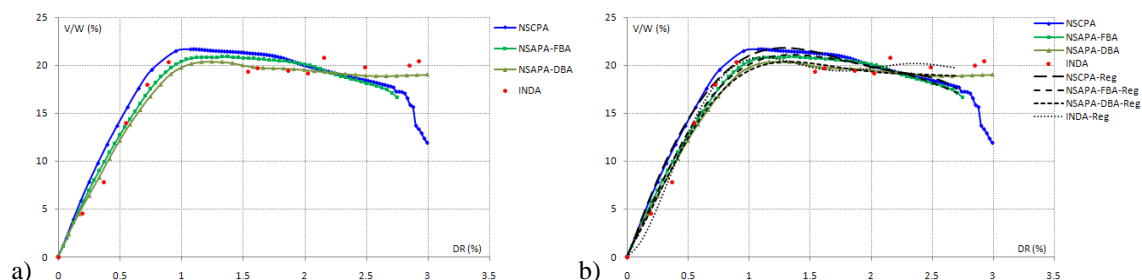 V/W (%)
25
20
15
10
5
0
0
0.5
1
1.5
2
2.5
3
3.5
DR (%)
NSCPA
NSAPA-FBA
NSAPA-DBA
INDA
a)
V/W (%)
25
20
15
10
5
0
0
0.5
1
1.5
2
2.5
3
3.5
DR (%)
NSCPA
NSAPA-FBA
NSAPA-DBA
INDA
NSCPA-Reg
NSAPA-FBA-Reg
NSAPA-DBA-Reg
INDA-Reg
b)